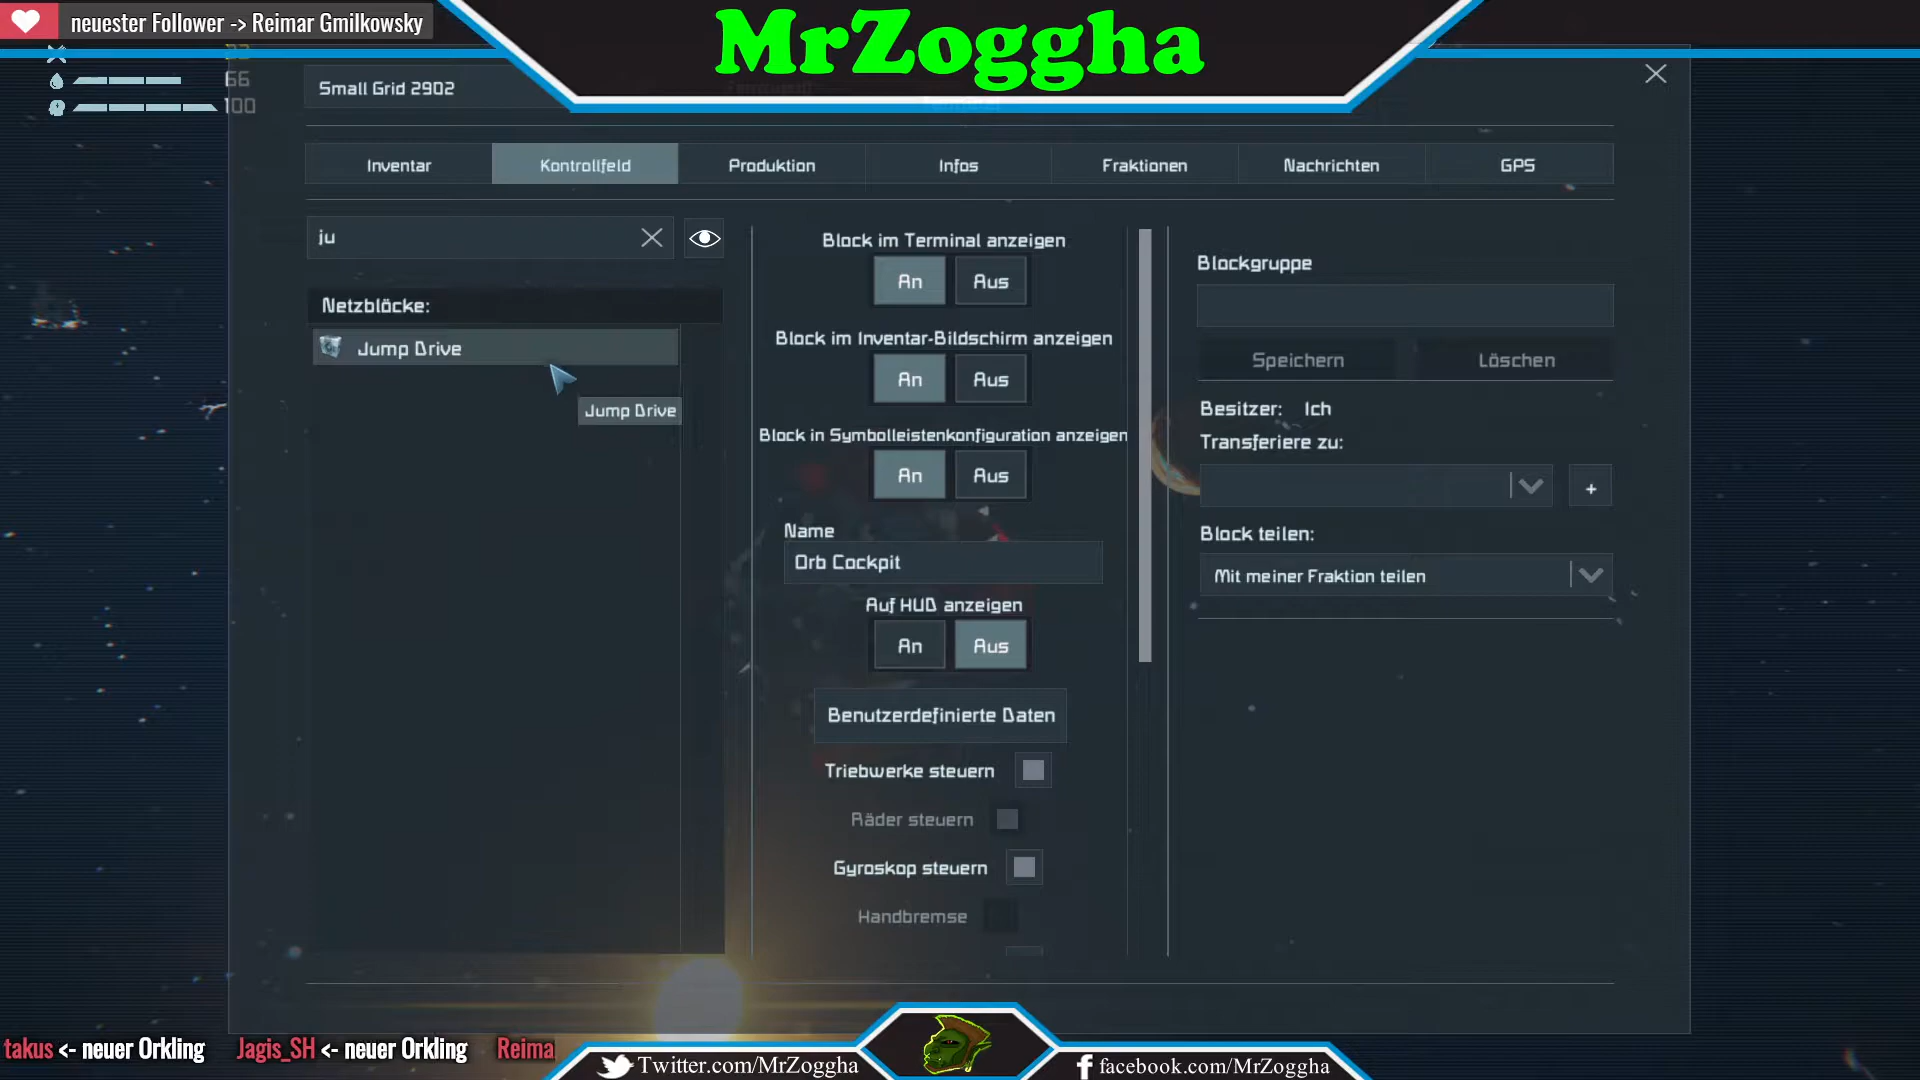 neuester Follower -> Reimar Gmilkowsky
MrZoggha
66
100
Small Grid 2902
Inventar
Kontrollfeld
Produktion
Infos
Fraktionen
Nachrichten
GPS
ju
Netzblöcke:
Jump Drive
Jump Drive
Block im Terminal anzeigen
An Aus
Block im Inventar-Bildschirm anzeigen
An Aus
Block in Symbolleistenkonfiguration anzeigen
An Aus
Name
Orb Cockpit
Auf HUD anzeigen
An Aus
Benutzerdefinierte Daten
Triebwerke steuern
Räder steuern
Gyroskop steuern
Handbremse
Blockgruppe
Speichern Löschen
Besitzer: Ich
Transferiere zu:
+
Block teilen:
Mit meiner Fraktion teilen
takus <- neuer Orkling Jagis_SH <- neuer Orkling Reima
Twitter.com/MrZoggha
facebook.com/MrZoggha